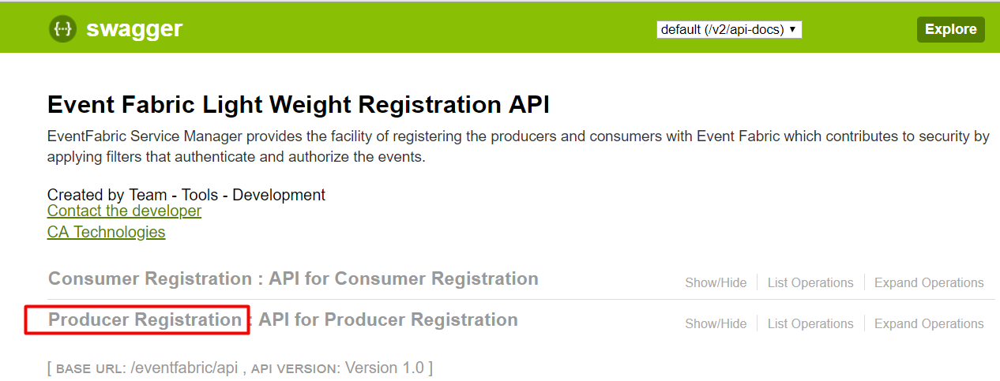 {···} swagger
default (/v2/api-docs) ▼
Explore
Event Fabric Light Weight Registration API
EventFabric Service Manager provides the facility of registering the producers and consumers with Event Fabric which contributes to security by
applying filters that authenticate and authorize the events.
Created by Team - Tools - Development
Contact the developer
CA Technologies
Consumer Registration : API for Consumer Registration
Show/Hide List Operations Expand Operations
Producer Registration : API for Producer Registration
Show/Hide List Operations Expand Operations
[ BASE URL: /eventfabric/api , API VERSION: Version 1.0 ]